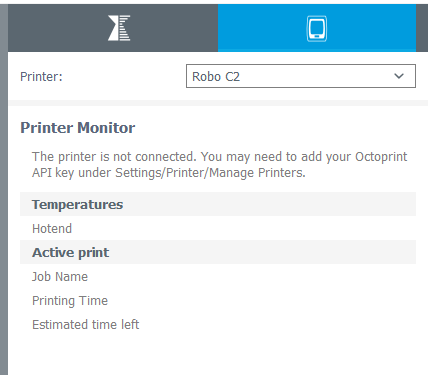 Printer: Robo C2
Printer Monitor
The printer is not connected. You may need to add your Octoprint
API key under Settings/Printer/Manage Printers.
Temperatures
Hotend
Active print
Job Name
Printing Time
Estimated time left